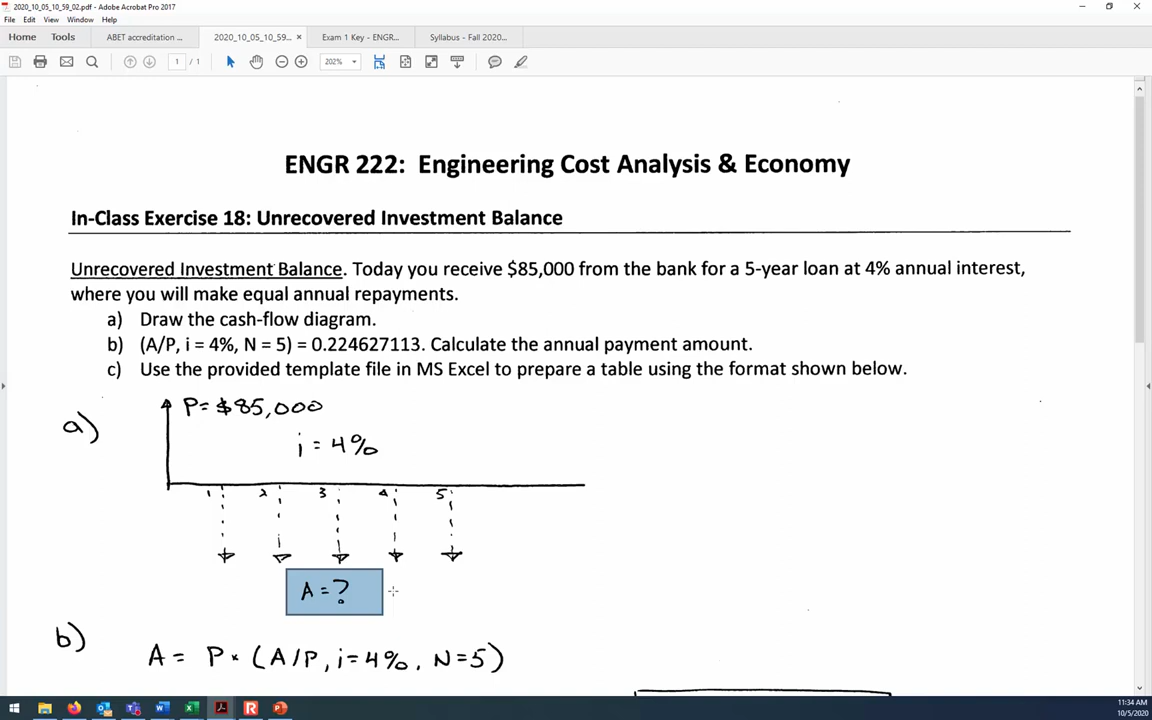 2020_10_05_10_59_02.pdf - Adobe Acrobat Pro 2017
File Edit View Window Help
Home Tools ABET accreditation ... 2020_10_05_10_59... × Exam 1 Key - ENGR... Syllabus - Fall 2020...
1 / 1 202%
ENGR 222: Engineering Cost Analysis & Economy
In-Class Exercise 18: Unrecovered Investment Balance
Unrecovered Investment Balance. Today you receive $85,000 from the bank for a 5-year loan at 4% annual interest,
where you will make equal annual repayments.
a) Draw the cash-flow diagram.
b) (A/P, i = 4%, N = 5) = 0.224627113. Calculate the annual payment amount.
c) Use the provided template file in MS Excel to prepare a table using the format shown below.
a) P = $85,000
i = 4%
1 2 3 4 5
A = ?
b)
A = P × (A/P, i = 4%, N = 5)
11:34 AM
10/5/2020